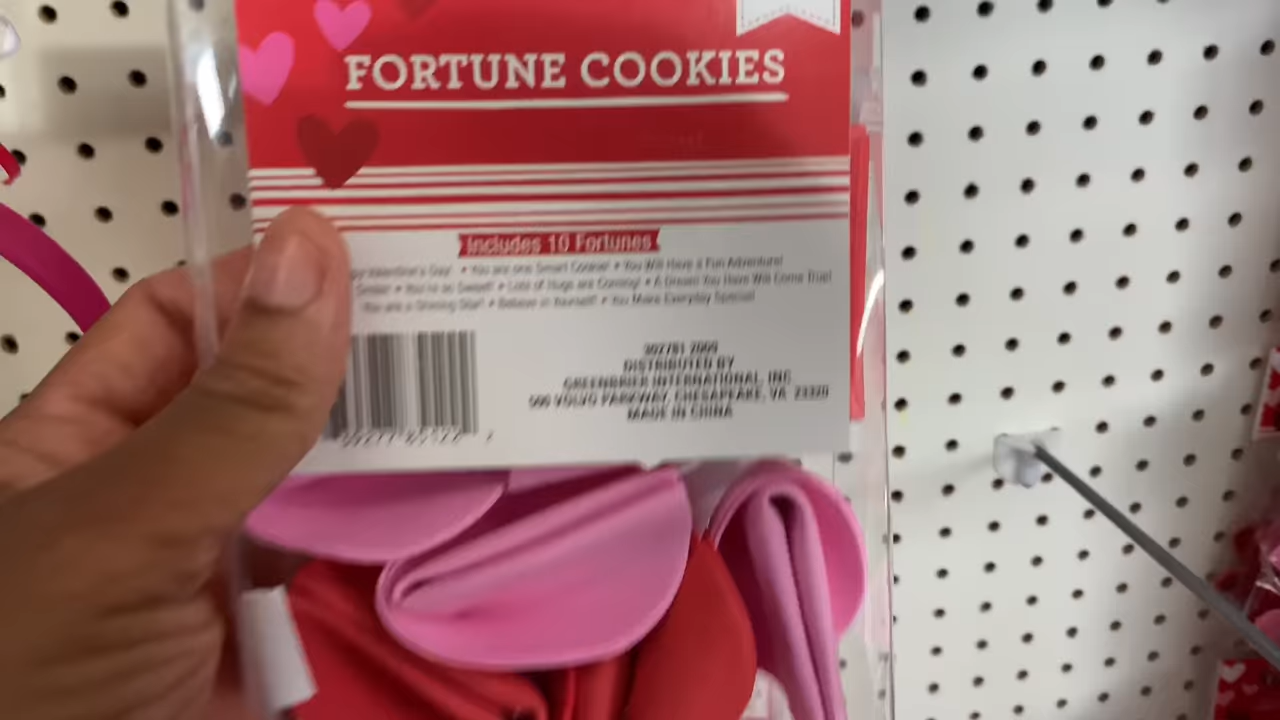 FORTUNE COOKIES
Includes 10 Fortunes
Day! • You are one Smart Cookie! • You Will Have a Fun Adventure!
Smile! • You're so Sweet! • Lots of Hugs are Coming! • A Dream You Have Will Come True!
You are a Shining Star! • Believe in Yourself! • You Make Everyday Special!
DISTRIBUTED BY
GREENBRIER INTERNATIONAL, INC.
500 VOLVO PARKWAY, CHESAPEAKE, VA 23320
MADE IN CHINA